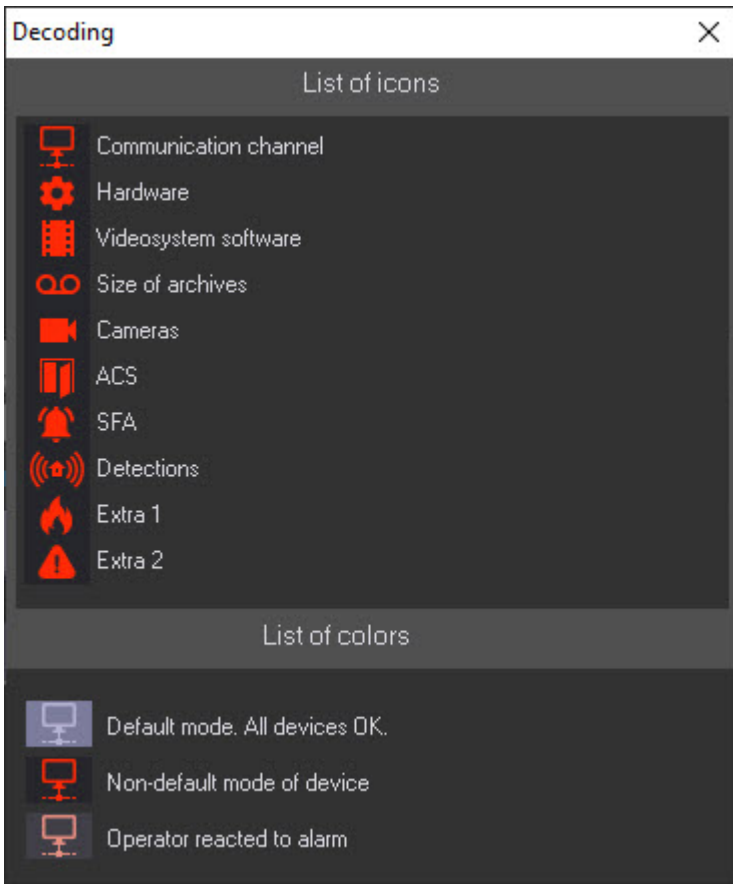 Decoding
List of icons
Communication channel
Hardware
Videosystem software
Size of archives
Cameras
ACS
SFA
Detections
Extra 1
Extra 2
List of colors
Default mode. All devices OK.
Non-default mode of device
Operator reacted to alarm